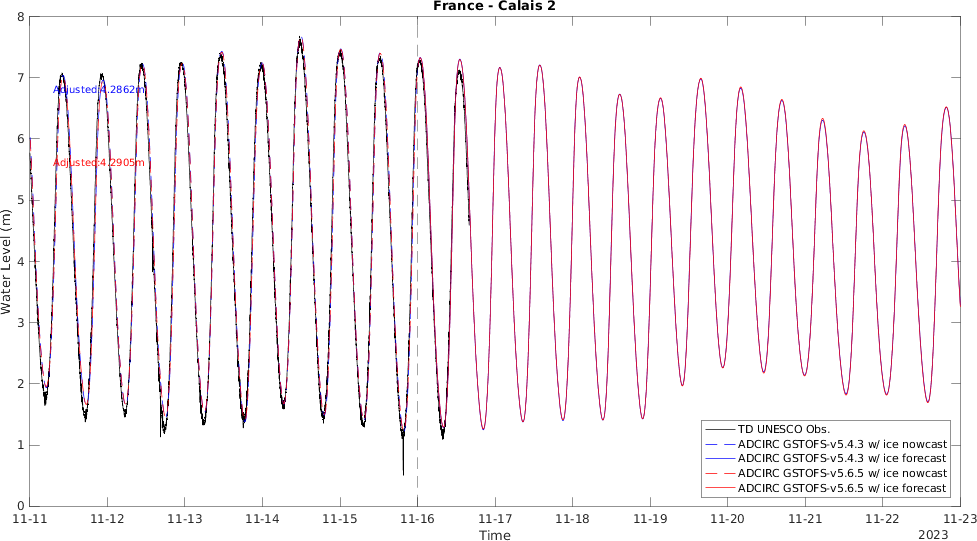 France - Calais 2
8
7
6
5
4
3
2
1
0
Water Level (m)
Adjusted:4.2862m
Adjusted:4.2905m
TD UNESCO Obs.
ADCIRC GSTOFS-v5.4.3 w/ ice nowcast
ADCIRC GSTOFS-v5.4.3 w/ ice forecast
ADCIRC GSTOFS-v5.6.5 w/ ice nowcast
ADCIRC GSTOFS-v5.6.5 w/ ice forecast
11-11 11-12 11-13 11-14 11-15 11-16 11-17 11-18 11-19 11-20 11-21 11-22 11-23
Time
2023